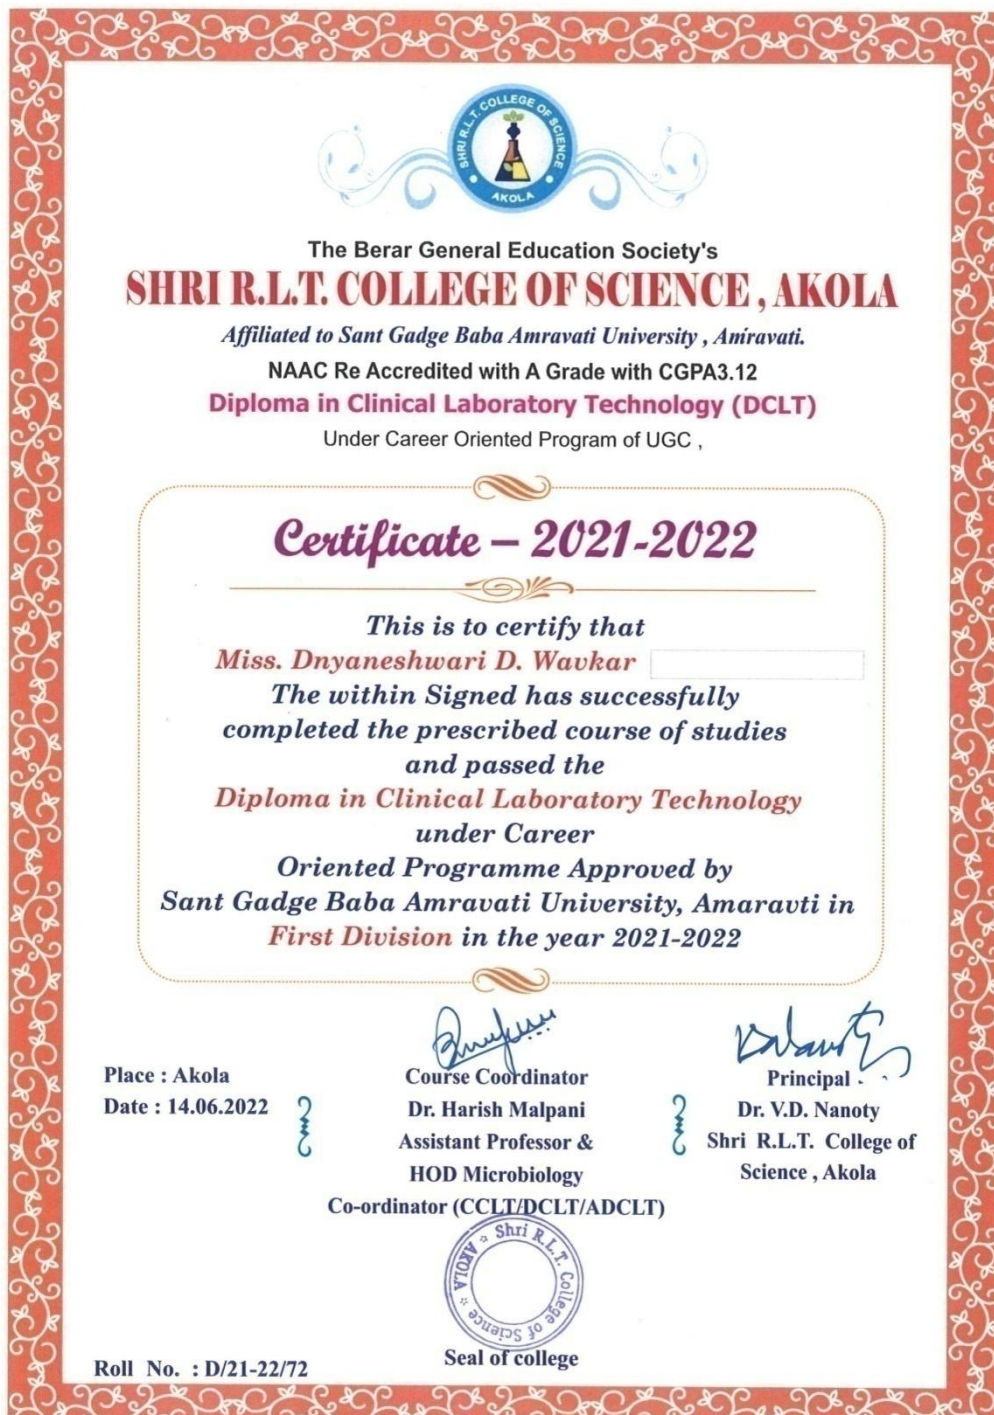 SHRI R.L.T. COLLEGE OF SCIENCE
AKOLA
The Berar General Education Society's
SHRI R.L.T. COLLEGE OF SCIENCE , AKOLA
Affiliated to Sant Gadge Baba Amravati University , Amravati.
NAAC Re Accredited with A Grade with CGPA3.12
Diploma in Clinical Laboratory Technology (DCLT)
Under Career Oriented Program of UGC ,
Certificate – 2021-2022
This is to certify that
Miss. Dnyaneshwari D. Wavkar
The within Signed has successfully
completed the prescribed course of studies
and passed the
Diploma in Clinical Laboratory Technology
under Career
Oriented Programme Approved by
Sant Gadge Baba Amravati University, Amaravti in
First Division in the year 2021-2022
Place : Akola
Date : 14.06.2022
Course Coordinator
Dr. Harish Malpani
Assistant Professor &
HOD Microbiology
Co-ordinator (CCLT/DCLT/ADCLT)
Principal
Dr. V.D. Nanoty
Shri R.L.T. College of
Science , Akola
Shri R.L.T. College of Science
AKOLA
Seal of college
Roll No. : D/21-22/72